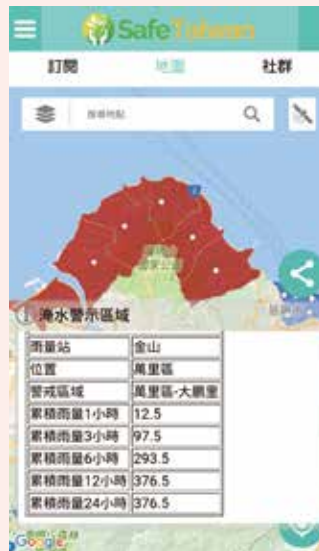 SafeTaiwan
訂閱 地圖 社群
搜尋地點
淹水警示區域
雨量站 金山
位置 萬里區
警戒區域 萬里區-大鵬里
累積雨量1小時 12.5
累積雨量3小時 97.5
累積雨量6小時 293.5
累積雨量12小時 376.5
累積雨量24小時 376.5
Google